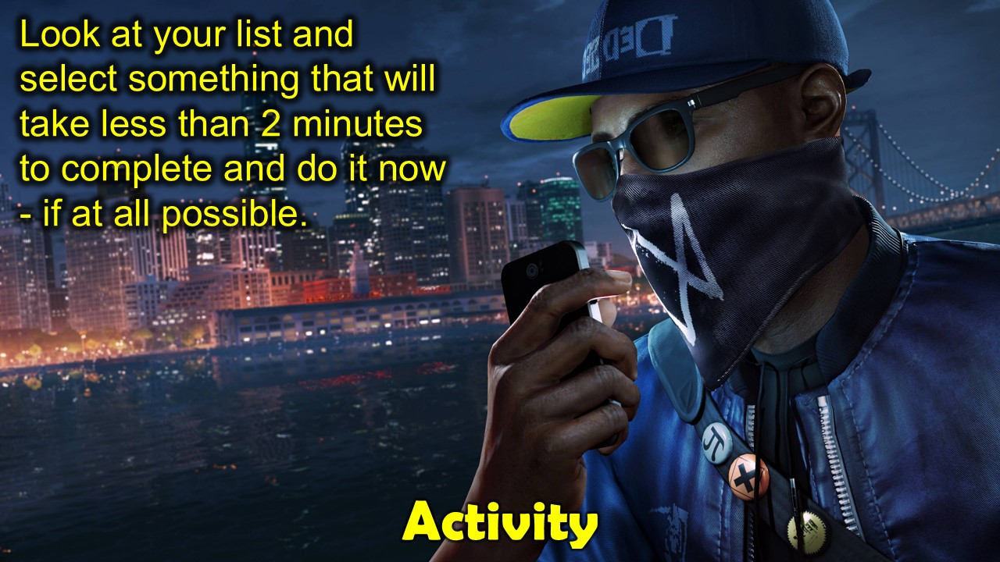 Look at your list and
select something that will
take less than 2 minutes
to complete and do it now
- if at all possible.
Activity